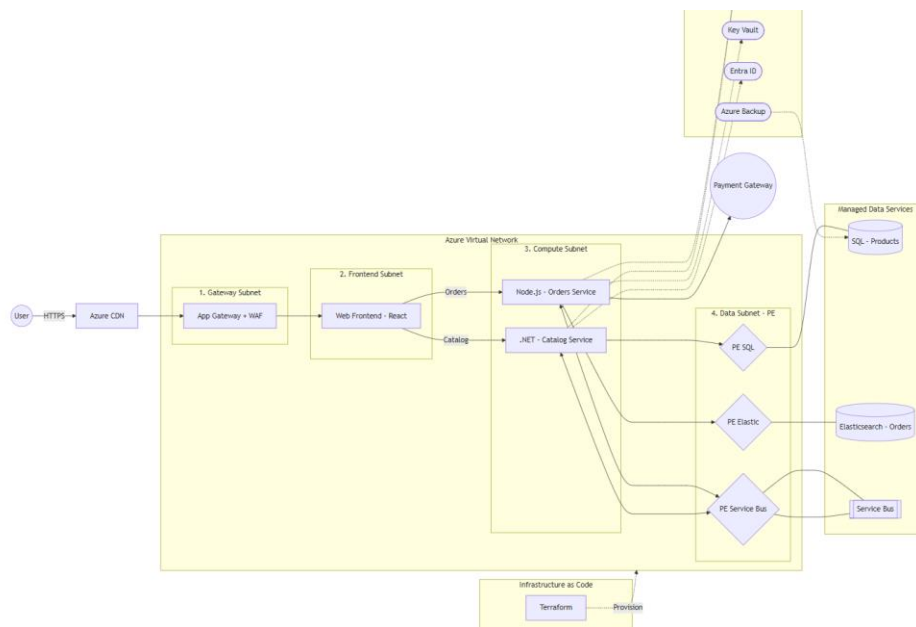 Key Vault
Entra ID
Azure Backup
Payment Gateway
Managed Data Services
SQL - Products
Azure Virtual Network
3. Compute Subnet
2. Frontend Subnet
1. Gateway Subnet
Orders
Node.js - Orders Service
User
HTTPS
Azure CDN
App Gateway + WAF
Web Frontend - React
Catalog
.NET - Catalog Service
4. Data Subnet - PE
PE SQL
PE Elastic
Elasticsearch - Orders
PE Service Bus
Service Bus
Infrastructure as Code
Terraform
Provision